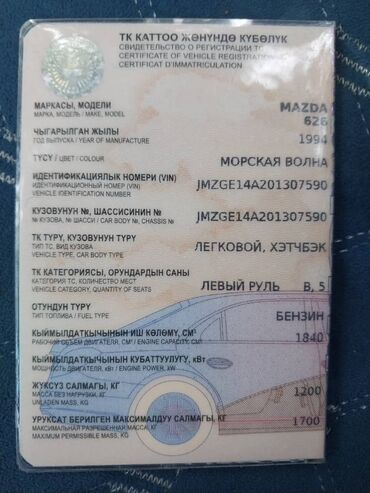 ТК КАТТОО ЖӨНҮНДӨ КҮБӨЛҮК
СВИДЕТЕЛЬСТВО О РЕГИСТРАЦИИ ТС
CERTIFICATE OF VEHICLE REGISTRATION
CERTIFICAT D'IMMATRICULATION
МАРКАСЫ, МОДЕЛИ MAZDA
МАРКА, МОДЕЛЬ / MAKE, MODEL 626
ЧЫГАРЫЛГАН ЖЫЛЫ 1994
ГОД ВЫПУСКА / YEAR OF MANUFACTURE
ТҮСҮ / ЦВЕТ / COLOUR МОРСКАЯ ВОЛНА
ИДЕНТИФИКАЦИЯЛЫК НОМЕРИ (VIN) JMZGE14A201307590
ИДЕНТИФИКАЦИОННЫЙ НОМЕР (VIN)
VEHICLE IDENTIFICATION NUMBER
КУЗОВУНУН №, ШАССИСИНИН № JMZGE14A201307590
№ КУЗОВА, № ШАССИ / CAR BODY №, CHASSIS №
ТК ТҮРҮ, КУЗОВУНУН ТҮРҮ ЛЕГКОВОЙ, ХЭТЧБЭК
ТИП ТС, ВИД КУЗОВА
VEHICLE TYPE, CAR BODY TYPE
ТК КАТЕГОРИЯСЫ, ОРУНДАРДЫН САНЫ
КАТЕГОРИЯ ТС, КОЛИЧЕСТВО МЕСТ ЛЕВЫЙ РУЛЬ B, 5
VEHICLE CATEGORY, QUANTITY OF SEATS
ОТУНДУН ТҮРҮ БЕНЗИН
ТИП ТОПЛИВА / FUEL TYPE
КЫЙМЫЛДАТКЫЧЫНЫН ИШ КӨЛӨМҮ, СМ³ 1840
РАБОЧИЙ ОБЪЕМ ДВИГАТЕЛЯ, СМ³ / ENGINE CAPACITY, CM³
КЫЙМЫЛДАТКЫЧЫНЫН КУБАТТУУЛУГУ, кВт
МОЩНОСТЬ ДВИГАТЕЛЯ, кВт / ENGINE POWER, kW
ЖҮКСҮЗ САЛМАГЫ, КГ 1200
МАССА БЕЗ НАГРУЗКИ, КГ
UNLADEN MASS, KG
УРУКСАТ БЕРИЛГЕН МАКСИМАЛДУУ САЛМАГЫ, КГ 1700
МАКСИМАЛЬНАЯ РАЗРЕШЕННАЯ МАССА, КГ
MAXIMUM PERMISSIBLE MASS, KG